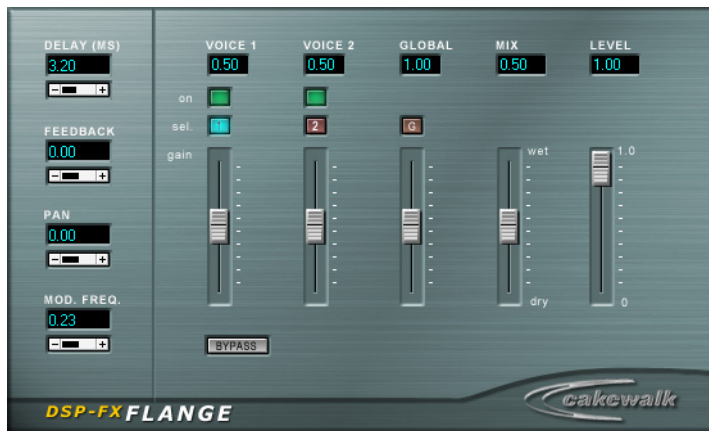 DELAY (MS)
3.20
- +
FEEDBACK
0.00
- +
PAN
0.00
- +
MOD. FREQ.
0.23
- +
VOICE 1 VOICE 2 GLOBAL MIX LEVEL
0.50 0.50 1.00 0.50 1.00
on
sel. 1 2 G
gain wet 1.0
dry 0
BYPASS
DSP-FX FLANGE
cakewalk